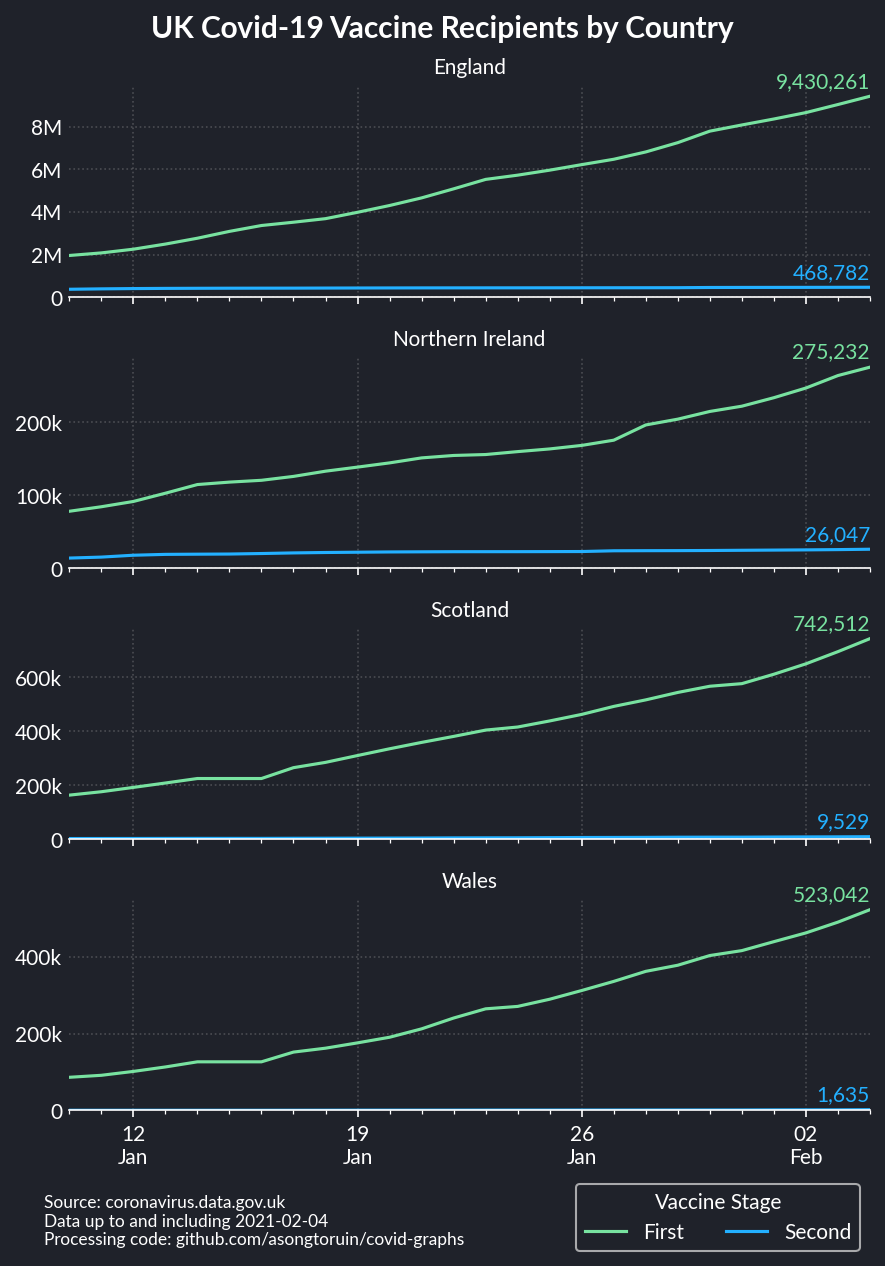 UK Covid-19 Vaccine Recipients by Country
England
9,430,261
8M
6M
4M
2M
468,782
0
Northern Ireland
275,232
200k
100k
26,047
0
Scotland
742,512
600k
400k
200k
9,529
0
Wales
523,042
400k
200k
1,635
0
12 19 26 02
Jan Jan Jan Feb
Source: coronavirus.data.gov.uk
Data up to and including 2021-02-04
Processing code: github.com/asongtoruin/covid-graphs
Vaccine Stage
First Second